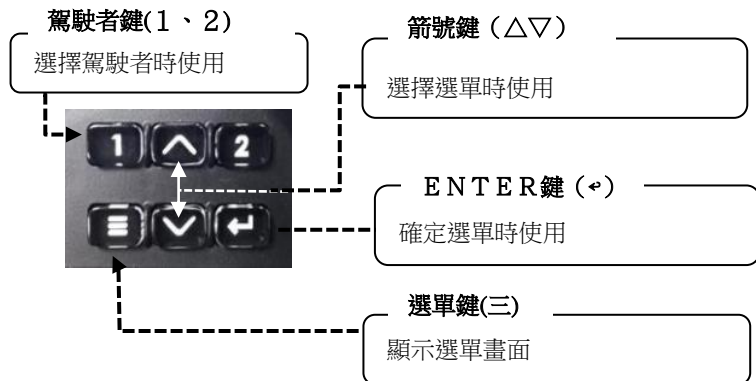 駕駛者鍵(１、２)
選擇駕駛者時使用
箭號鍵（△▽）
選擇選單時使用
1
2
ＥＮＴＥＲ鍵（↵）
確定選單時使用
選單鍵(三)
顯示選單畫面